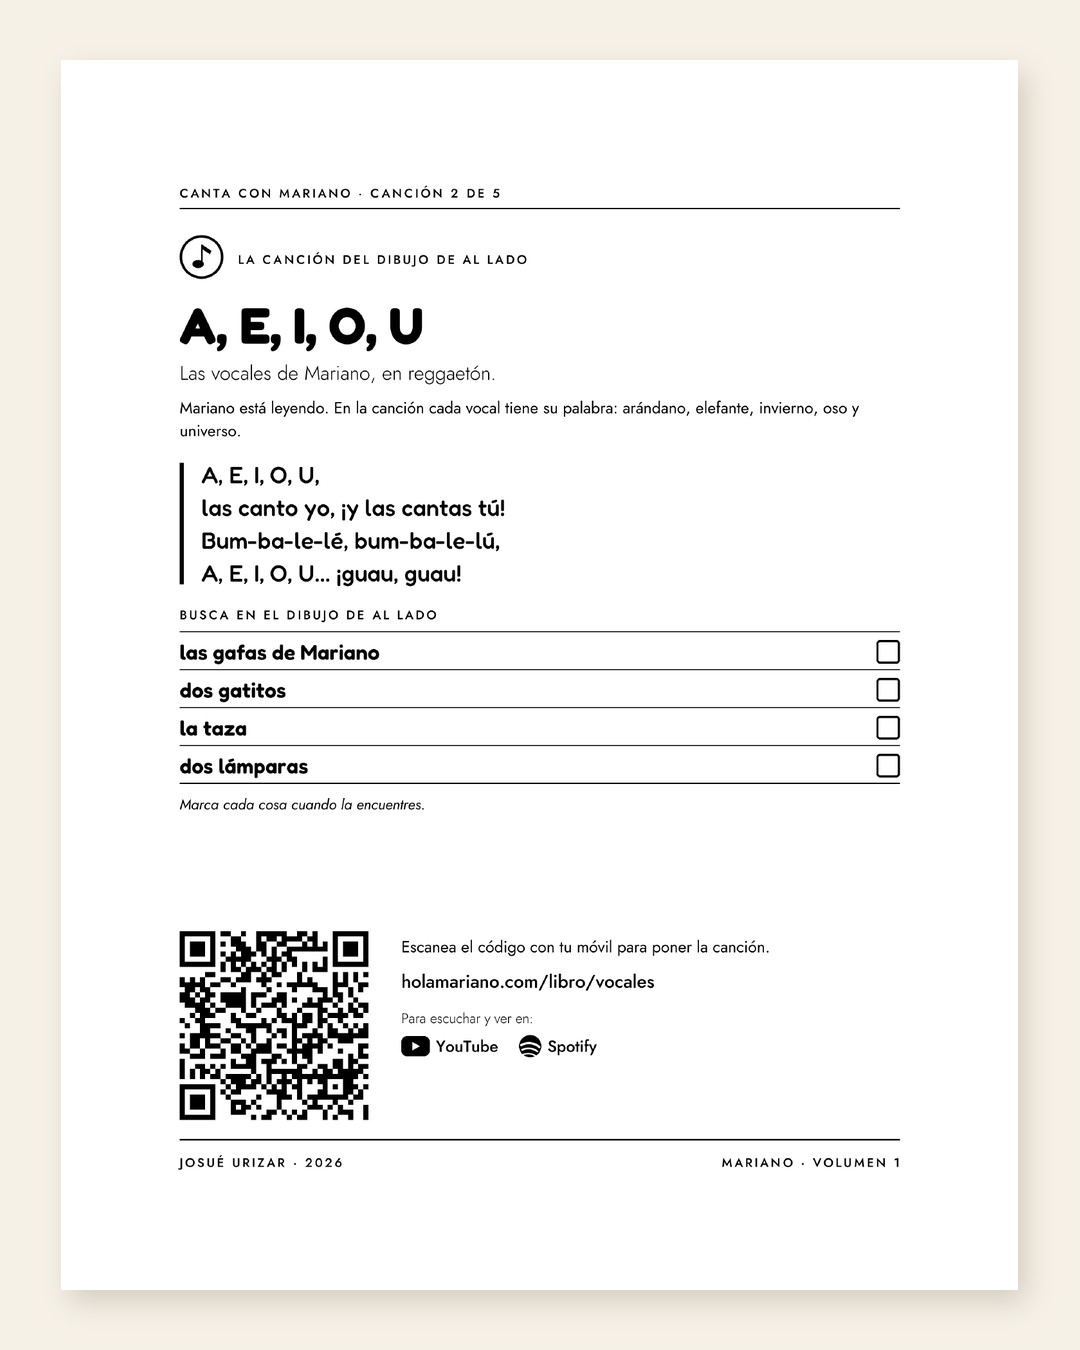 CANTA CON MARIANO · CANCIÓN 2 DE 5
LA CANCIÓN DEL DIBUJO DE AL LADO
A, E, I, O, U
Las vocales de Mariano, en reggaetón.
Mariano está leyendo. En la canción cada vocal tiene su palabra: arándano, elefante, invierno, oso y
universo.
A, E, I, O, U,
las canto yo, ¡y las cantas tú!
Bum-ba-le-lé, bum-ba-le-lú,
A, E, I, O, U... ¡guau, guau!
BUSCA EN EL DIBUJO DE AL LADO
las gafas de Mariano
dos gatitos
la taza
dos lámparas
Marca cada cosa cuando la encuentres.
Escanea el código con tu móvil para poner la canción.
holamariano.com/libro/vocales
Para escuchar y ver en:
YouTube Spotify
JOSUÉ URIZAR · 2026 MARIANO · VOLUMEN 1